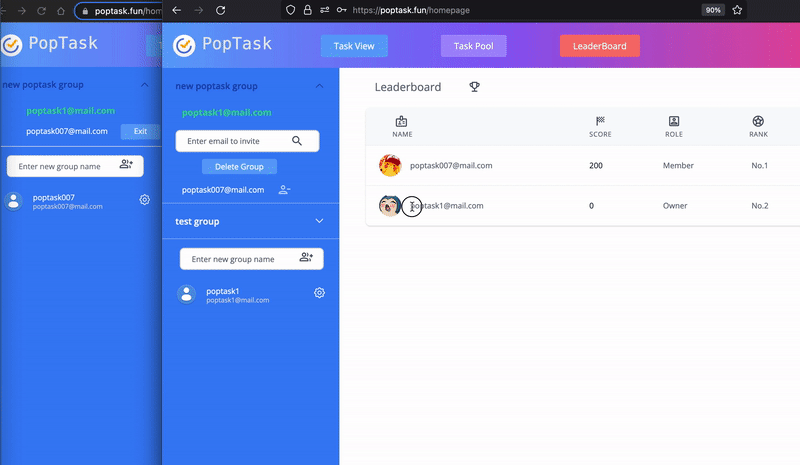 poptask.fun/hom
PopTask
new poptask group
poptask1@mail.com
poptask007@mail.com
Exit
Enter new group name
poptask007
poptask007@mail.com
https://poptask.fun/homepage
90%
PopTask
Task View
Task Pool
LeaderBoard
new poptask group
poptask1@mail.com
Enter email to invite
Delete Group
poptask007@mail.com
test group
Enter new group name
poptask1
poptask1@mail.com
Leaderboard
NAME
SCORE
ROLE
RANK
poptask007@mail.com
200
Member
No.1
poptask1@mail.com
0
Owner
No.2